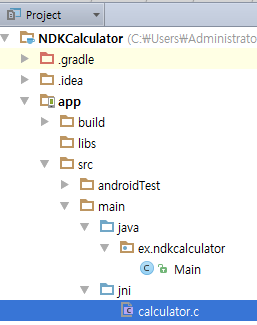 Project
NDKCalculator (C:₩Users₩Administrato
.gradle
.idea
app
build
libs
src
androidTest
main
java
ex.ndkcalculator
C Main
jni
calculator.c